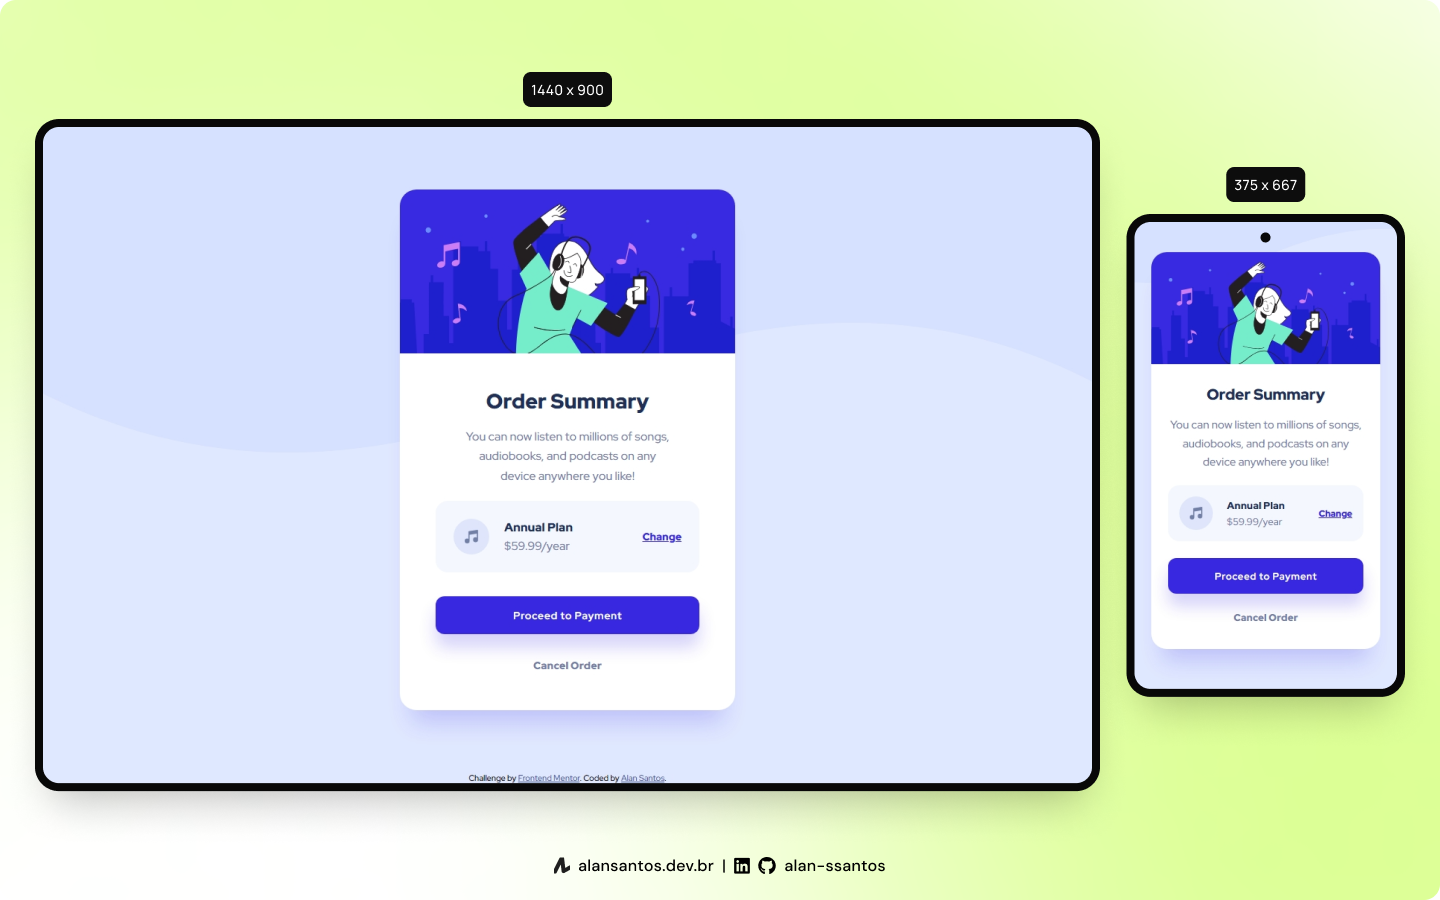 1440 x 900
Order Summary
You can now listen to millions of songs,
audiobooks, and podcasts on any
device anywhere you like!
Annual Plan
$59.99/year
Change
Proceed to Payment
Cancel Order
Challenge by Frontend Mentor. Coded by Alan Santos.
375 x 667
Order Summary
You can now listen to millions of songs,
audiobooks, and podcasts on any
device anywhere you like!
Annual Plan
$59.99/year
Change
Proceed to Payment
Cancel Order
alansantos.dev.br | in alan-ssantos